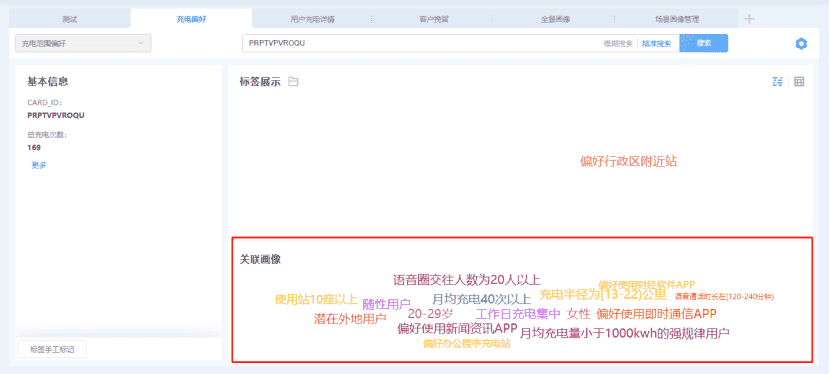 测试 充电偏好 用户充电详情 客户挽留 全景画像 场景画像管理
充电范围偏好 PRPTVPVROQU 模糊搜索 精准搜索 搜索
基本信息
CARD_ID：
PRPTVPVROQU
总充电次数：
169
更多
标签手工标记
标签展示
偏好行政区附近站
关联画像
语音圈交往人数为20人以上
偏好使用财经软件APP
使用站10座以上 随性用户 月均充电40次以上 充电半径为[13-22)公里 语音通话时长在[120-240分钟)
潜在外地用户 20-29岁 工作日充电集中 女性 偏好使用即时通信APP
偏好使用新闻资讯APP 月均充电量小于1000kwh的强规律用户
偏好办公楼宇充电站